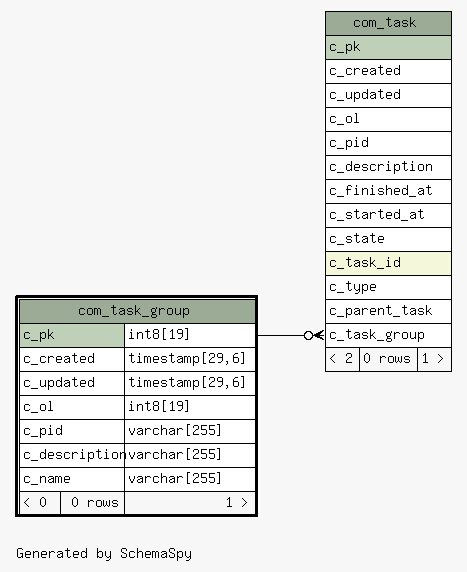 com_task
c_pk
c_created
c_updated
c_ol
c_pid
c_description
c_finished_at
c_started_at
c_state
c_task_id
c_type
c_parent_task
c_task_group
< 2 0 rows 1 >
com_task_group
c_pk int8[19]
c_created timestamp[29,6]
c_updated timestamp[29,6]
c_ol int8[19]
c_pid varchar[255]
c_description varchar[255]
c_name varchar[255]
< 0 0 rows 1 >
Generated by SchemaSpy